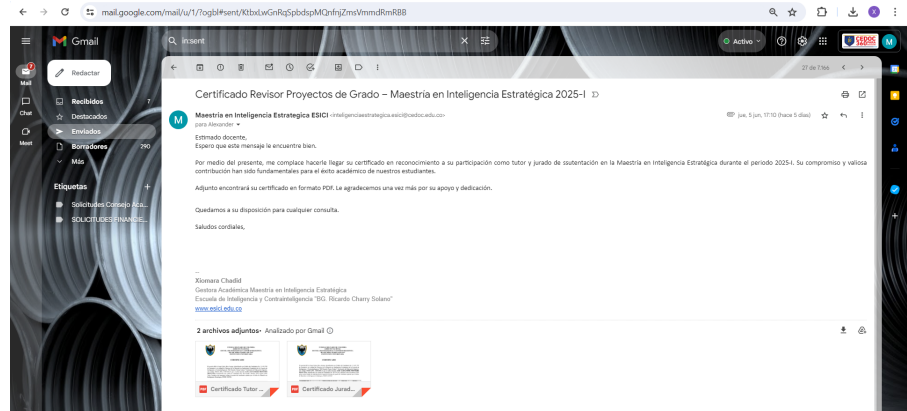 mail.google.com/mail/u/1/?ogbl#sent/KtbxLwGnRqSpbdspMQnfnjZmsVmmdRmRBB
Gmail
in:sent
Activo
CEDOC
M
2
Mail
Chat
Meet
Redactar
Recibidos 7
Destacados
Enviados
Borradores 290
Más
Etiquetas
Solicitudes Consejo Aca...
SOLICITUDES FINANCIE...
27 de 7166
Certificado Revisor Proyectos de Grado – Maestría en Inteligencia Estratégica 2025-I
M
Maestría en Inteligencia Estrategica ESICI <inteligenciaestrategica.esici@cedoc.edu.co>
jue, 5 jun, 17:10 (hace 5 días)
para Alexander
Estimado docente,
Espero que este mensaje le encuentre bien.
Por medio del presente, me complace hacerle llegar su certificado en reconocimiento a su participación como tutor y jurado de ssutentación en la Maestría en Inteligencia Estratégica durante el periodo 2025-I. Su compromiso y valiosa
contribución han sido fundamentales para el éxito académico de nuestros estudiantes.
Adjunto encontrará su certificado en formato PDF. Le agradecemos una vez más por su apoyo y dedicación.
Quedamos a su disposición para cualquier consulta.
Saludos cordiales,
--
Xiomara Chadid
Gestora Académica Maestría en Inteligencia Estratégica
Escuela de Inteligencia y Contrainteligencia "BG. Ricardo Charry Solano"
www.esici.edu.co
2 archivos adjuntos • Analizado por Gmail
PDF Certificado Tutor ...
PDF Certificado Jurad...